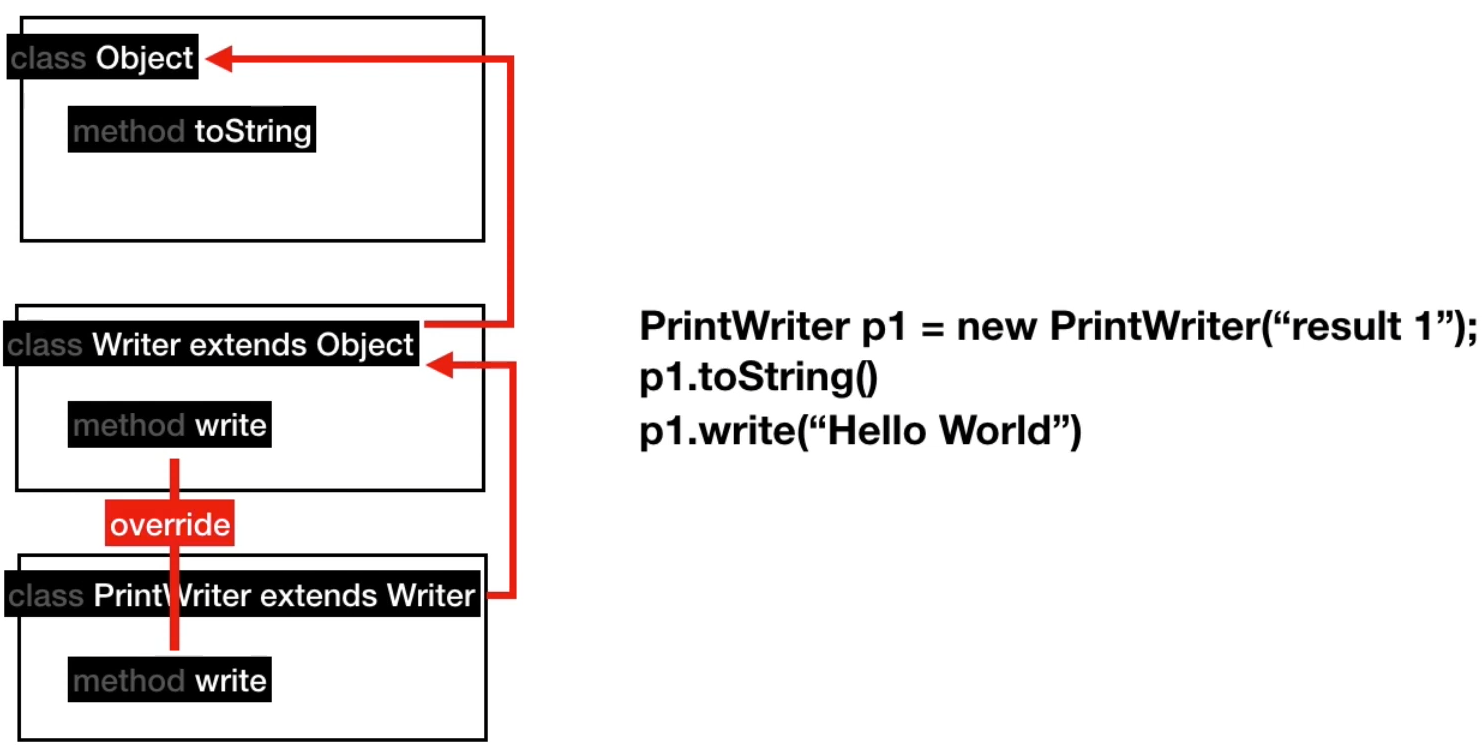 class Object
method toString
class Writer extends Object
method write
override
class PrintWriter extends Writer
method write
PrintWriter p1 = new PrintWriter(“result 1”);
p1.toString()
p1.write(“Hello World”)